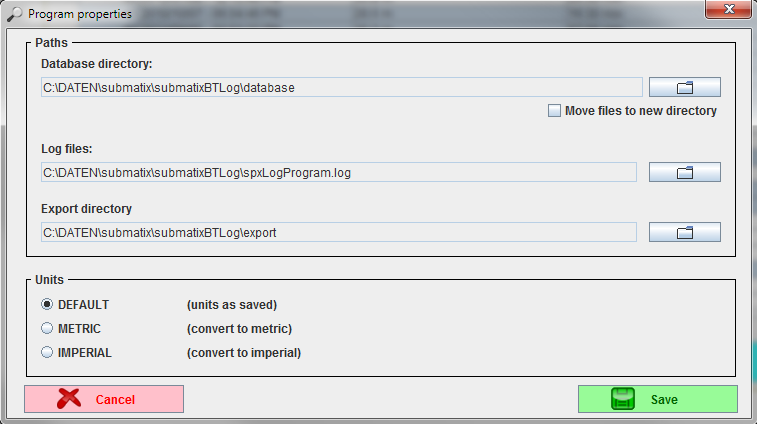 Program properties
Paths
Database directory:
C:\DATEN\submatix\submatixBTLog\database
Move files to new directory
Log files:
C:\DATEN\submatix\submatixBTLog\spxLogProgram.log
Export directory
C:\DATEN\submatix\submatixBTLog\export
Units
DEFAULT (units as saved)
METRIC (convert to metric)
IMPERIAL (convert to imperial)
Cancel Save